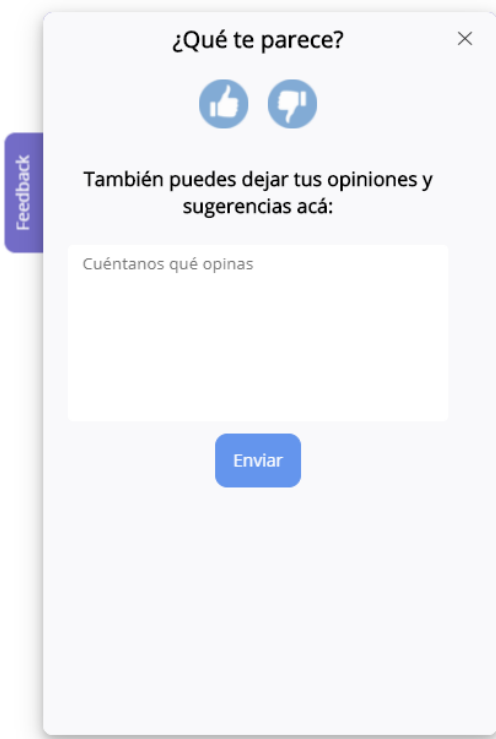 ¿Qué te parece?
Feedback
También puedes dejar tus opiniones y
sugerencias acá:
Cuéntanos qué opinas
Enviar